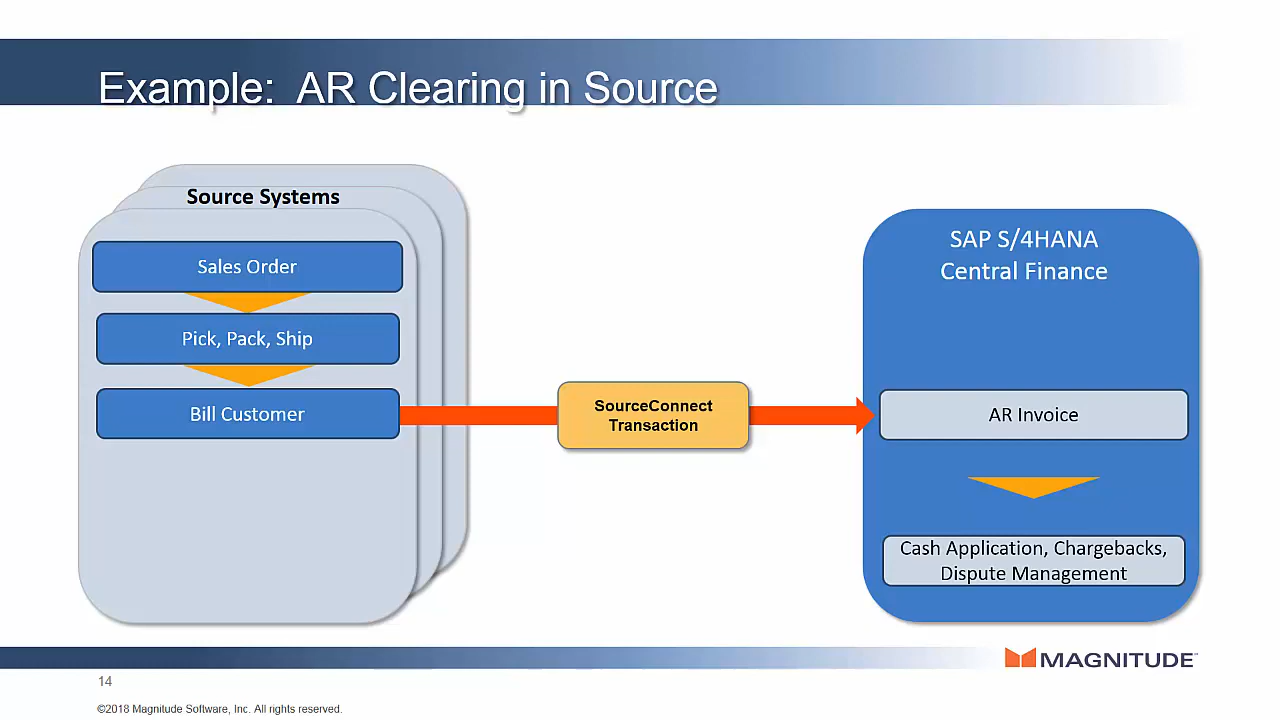 Example: AR Clearing in Source
Source Systems
Sales Order
Pick, Pack, Ship
Bill Customer
SourceConnect
Transaction
SAP S/4HANA
Central Finance
AR Invoice
Cash Application, Chargebacks,
Dispute Management
MAGNITUDE
14
©2018 Magnitude Software, Inc. All rights reserved.